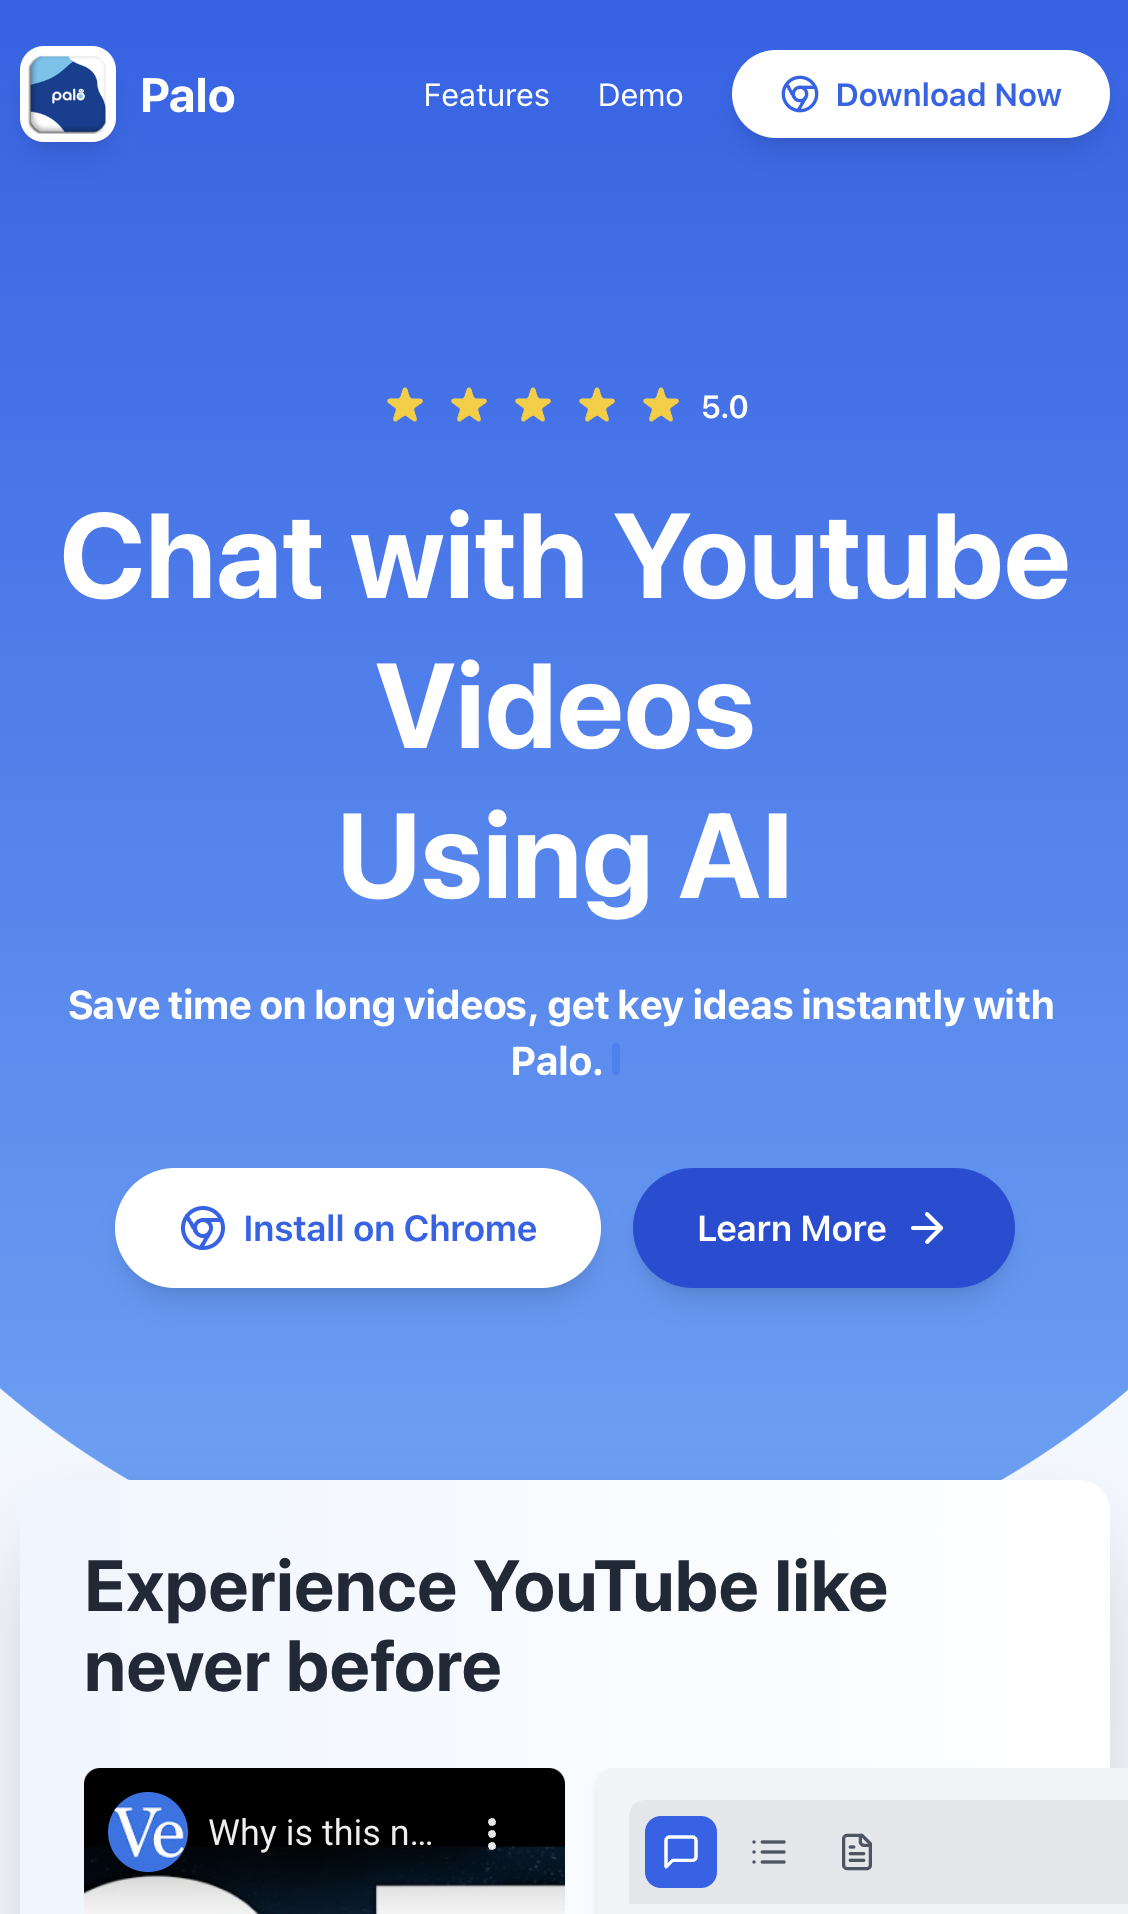 palo
Palo
Features
Demo
Download Now
5.0
Chat with Youtube
Videos
Using AI
Save time on long videos, get key ideas instantly with
Palo.
Install on Chrome
Learn More
Experience YouTube like
never before
Ve
Why is this n...